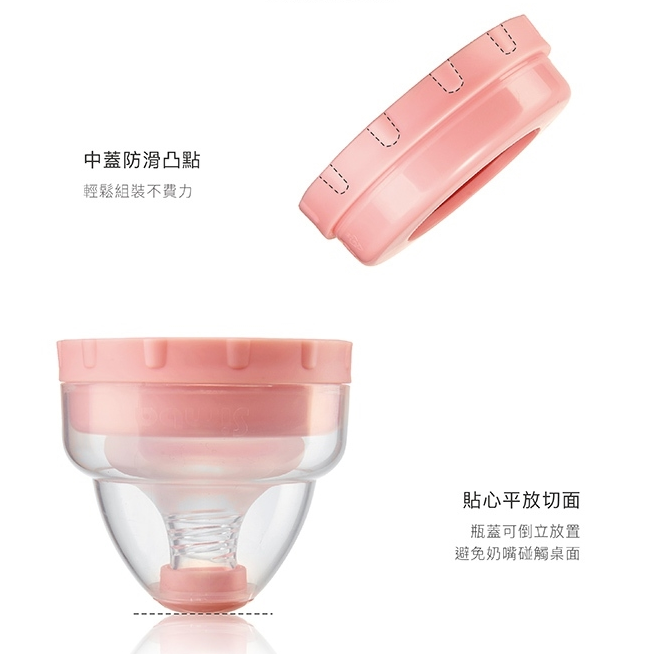 中蓋防滑凸點
輕鬆組裝不費力
貼心平放切面
瓶蓋可倒立放置
避免奶嘴碰觸桌面